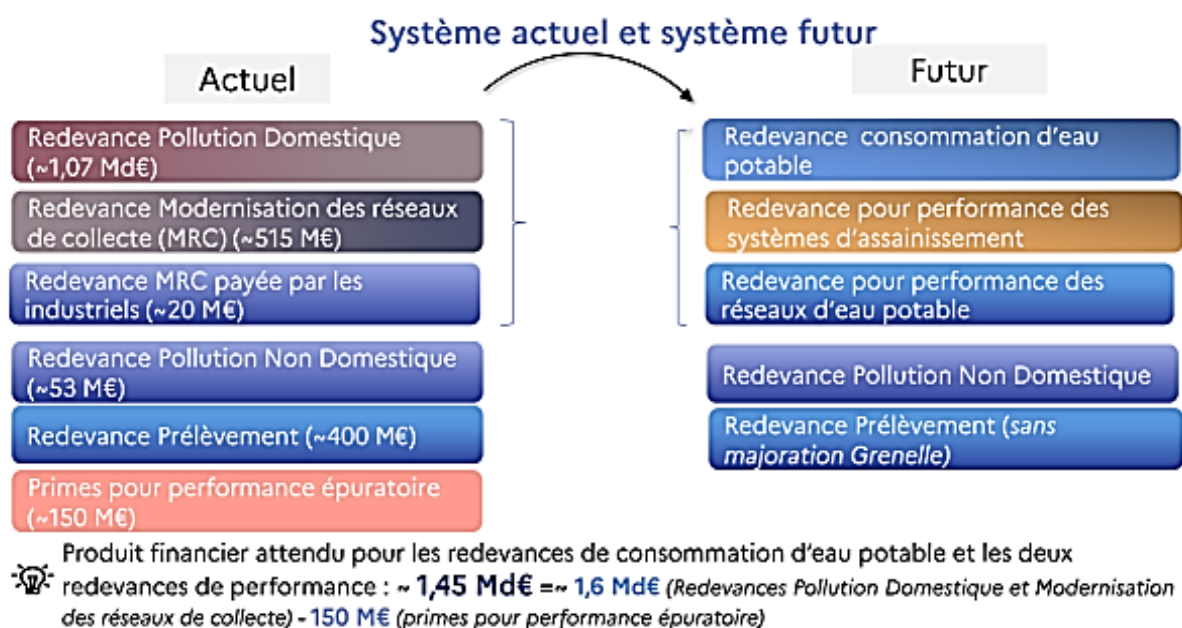 Système actuel et système futur
Actuel
Redevance Pollution Domestique
(~1,07 Md€)
Redevance Modernisation des réseaux
de collecte (MRC) (~515 M€)
Redevance MRC payée par les
industriels (~20 M€)
Redevance Pollution Non Domestique
(~53 M€)
Redevance Prélèvement (~400 M€)
Primes pour performance épuratoire
(~150 M€)
Futur
Redevance consommation d'eau
potable
Redevance pour performance des
systèmes d'assainissement
Redevance pour performance des
réseaux d'eau potable
Redevance Pollution Non Domestique
Redevance Prélèvement (sans
majoration Grenelle)
Produit financier attendu pour les redevances de consommation d'eau potable et les deux
redevances de performance : ~ 1,45 Md€ =~ 1,6 Md€ (Redevances Pollution Domestique et Modernisation
des réseaux de collecte) - 150 M€ (primes pour performance épuratoire)